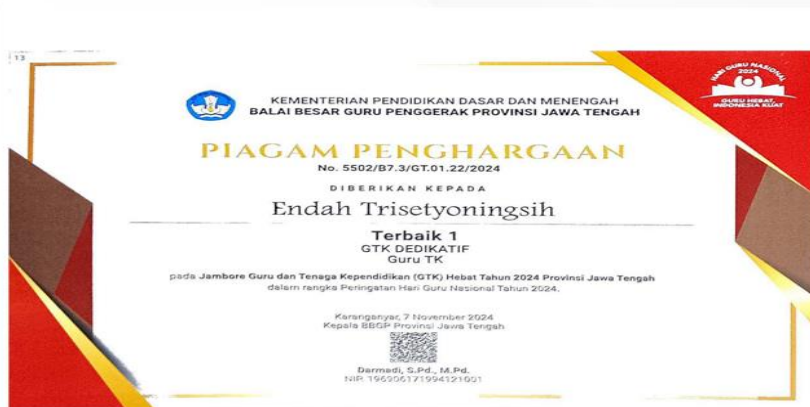 13
HARI GURU NASIONAL
2024
GURU HEBAT,
INDONESIA KUAT
KEMENTERIAN PENDIDIKAN DASAR DAN MENENGAH
BALAI BESAR GURU PENGGERAK PROVINSI JAWA TENGAH
PIAGAM PENGHARGAAN
No. 5502/B7.3/GT.01.22/2024
DIBERIKAN KEPADA
Endah Trisetyoningsih
Terbaik 1
GTK DEDIKATIF
Guru TK
pada Jambore Guru dan Tenaga Kependidikan (GTK) Hebat Tahun 2024 Provinsi Jawa Tengah
dalam rangka Peringatan Hari Guru Nasional Tahun 2024.
Karanganyar, 7 November 2024
Kepala BBGP Provinsi Jawa Tengah
Darmadi, S.Pd., M.Pd.
NIP. 196906171994121001